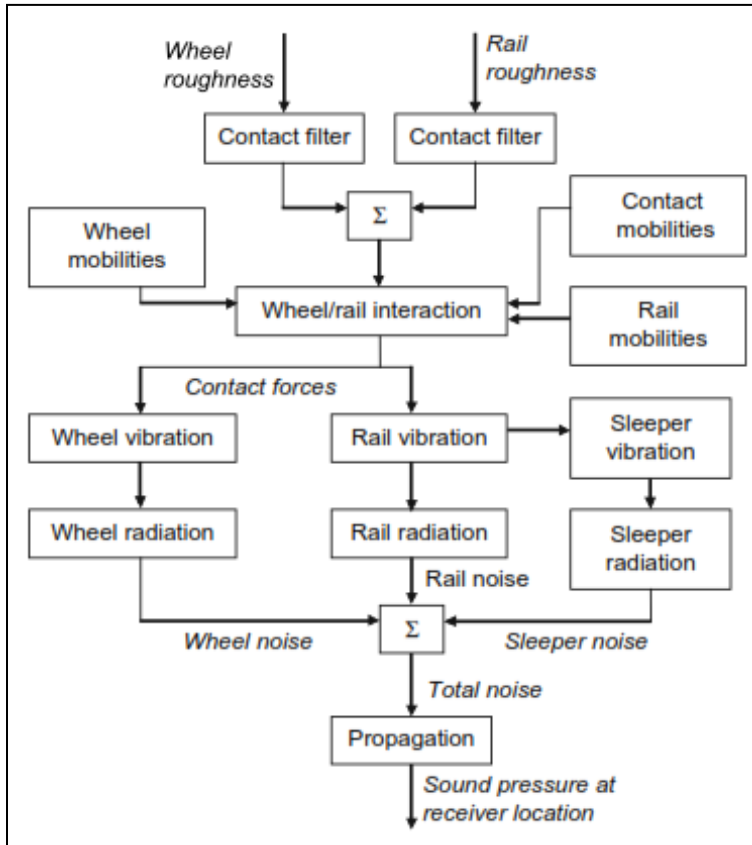 Wheel
roughness
Rail
roughness
Contact filter
Contact filter
Σ
Wheel
mobilities
Contact
mobilities
Wheel/rail interaction
Rail
mobilities
Contact forces
Wheel vibration
Rail vibration
Sleeper
vibration
Wheel radiation
Rail radiation
Sleeper
radiation
Rail noise
Wheel noise
Σ
Sleeper noise
Total noise
Propagation
Sound pressure at
receiver location